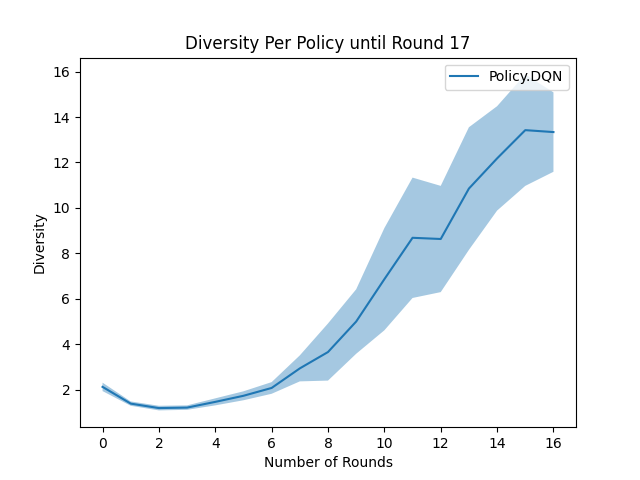 Diversity Per Policy until Round 17
Policy.DQN
Diversity
16
14
12
10
8
6
4
2
0 2 4 6 8 10 12 14 16
Number of Rounds